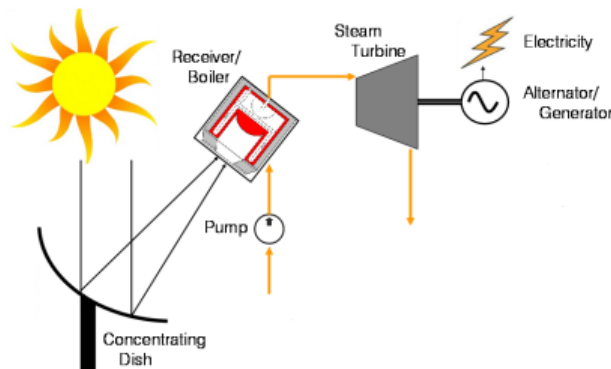 Receiver/
Boiler
Steam
Turbine
Electricity
Alternator/
Generator
Pump
Concentrating
Dish